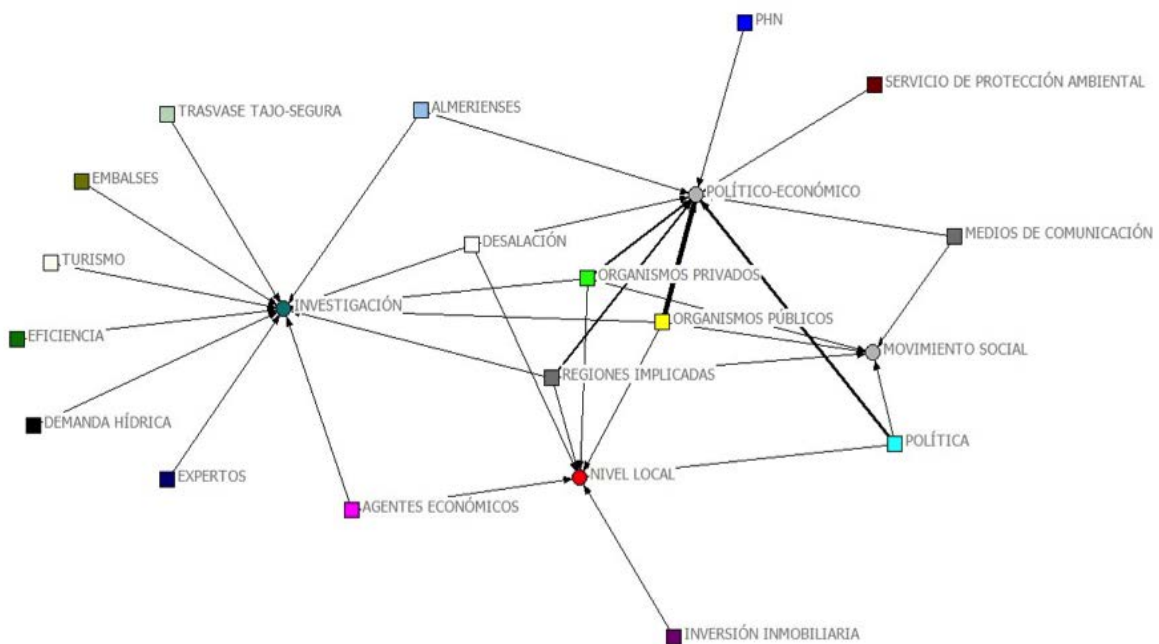 PHN
SERVICIO DE PROTECCIÓN AMBIENTAL
TRASVASE TAJO-SEGURA
ALMERIENSES
EMBALSES
POLÍTICO-ECONÓMICO
MEDIOS DE COMUNICACIÓN
DESALACIÓN
TURISMO
ORGANISMOS PRIVADOS
INVESTIGACIÓN
ORGANISMOS PÚBLICOS
EFICIENCIA
MOVIMIENTO SOCIAL
REGIONES IMPLICADAS
DEMANDA HÍDRICA
POLÍTICA
EXPERTOS
NIVEL LOCAL
AGENTES ECONÓMICOS
INVERSIÓN INMOBILIARIA